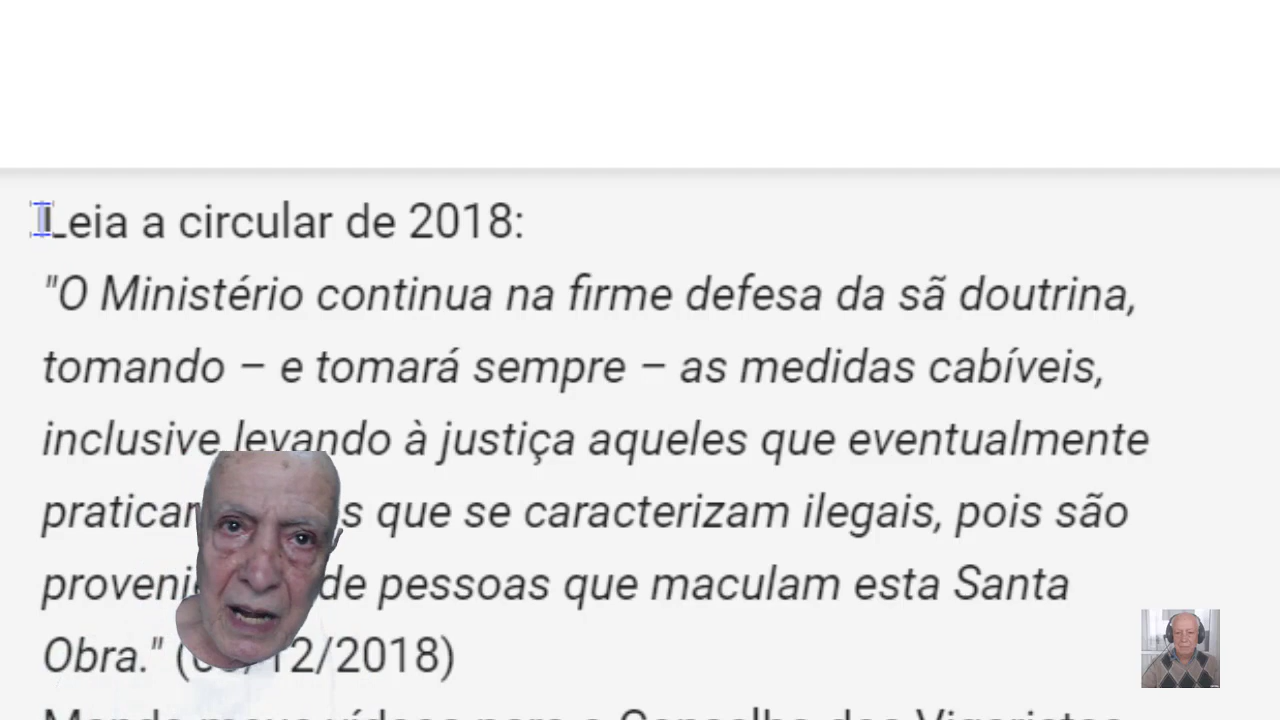 Leia a circular de 2018:
"O Ministério continua na firme defesa da sã doutrina,
tomando – e tomará sempre – as medidas cabíveis,
inclusive levando à justiça aqueles que eventualmente
que se caracterizam ilegais, pois são
de pessoas que maculam esta Santa
Obra." 12/2018)